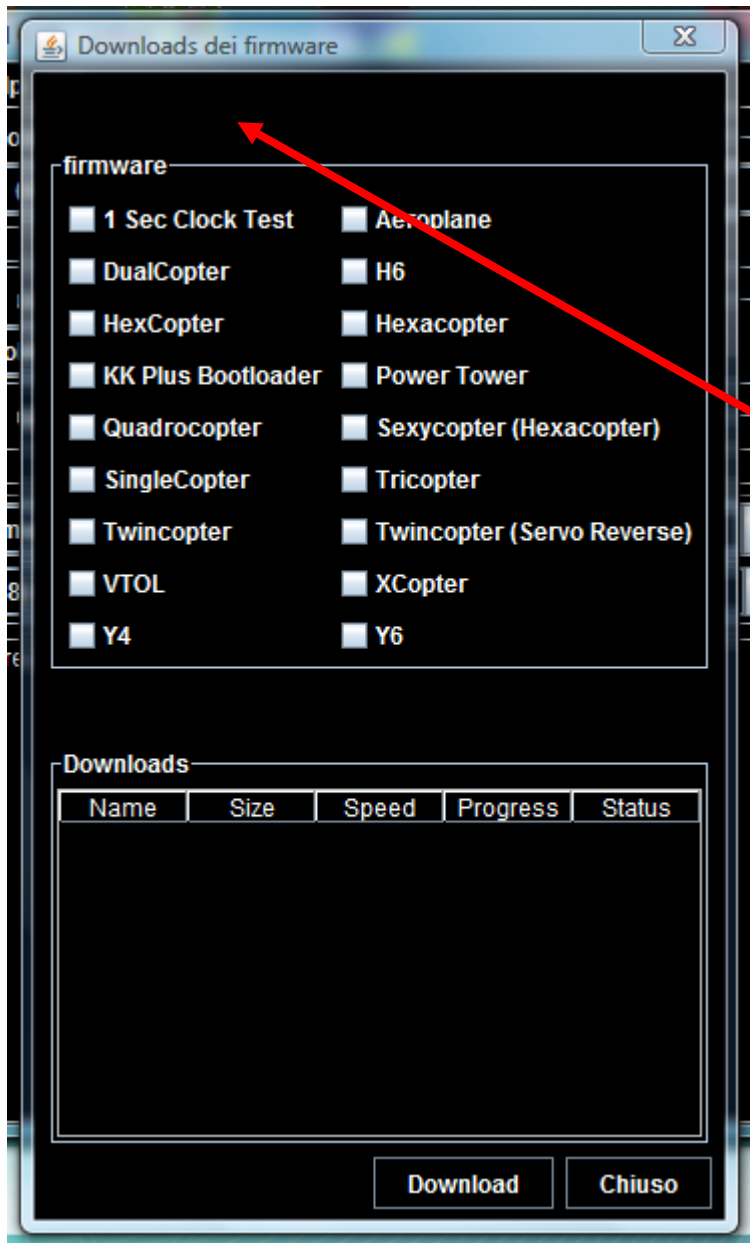 Downloads dei firmware
firmware
1 Sec Clock Test Aeroplane
DualCopter H6
HexCopter Hexacopter
KK Plus Bootloader Power Tower
Quadrocopter Sexycopter (Hexacopter)
SingleCopter Tricopter
Twincopter Twincopter (Servo Reverse)
VTOL XCopter
Y4 Y6
Downloads
Name Size Speed Progress Status
Download Chiuso